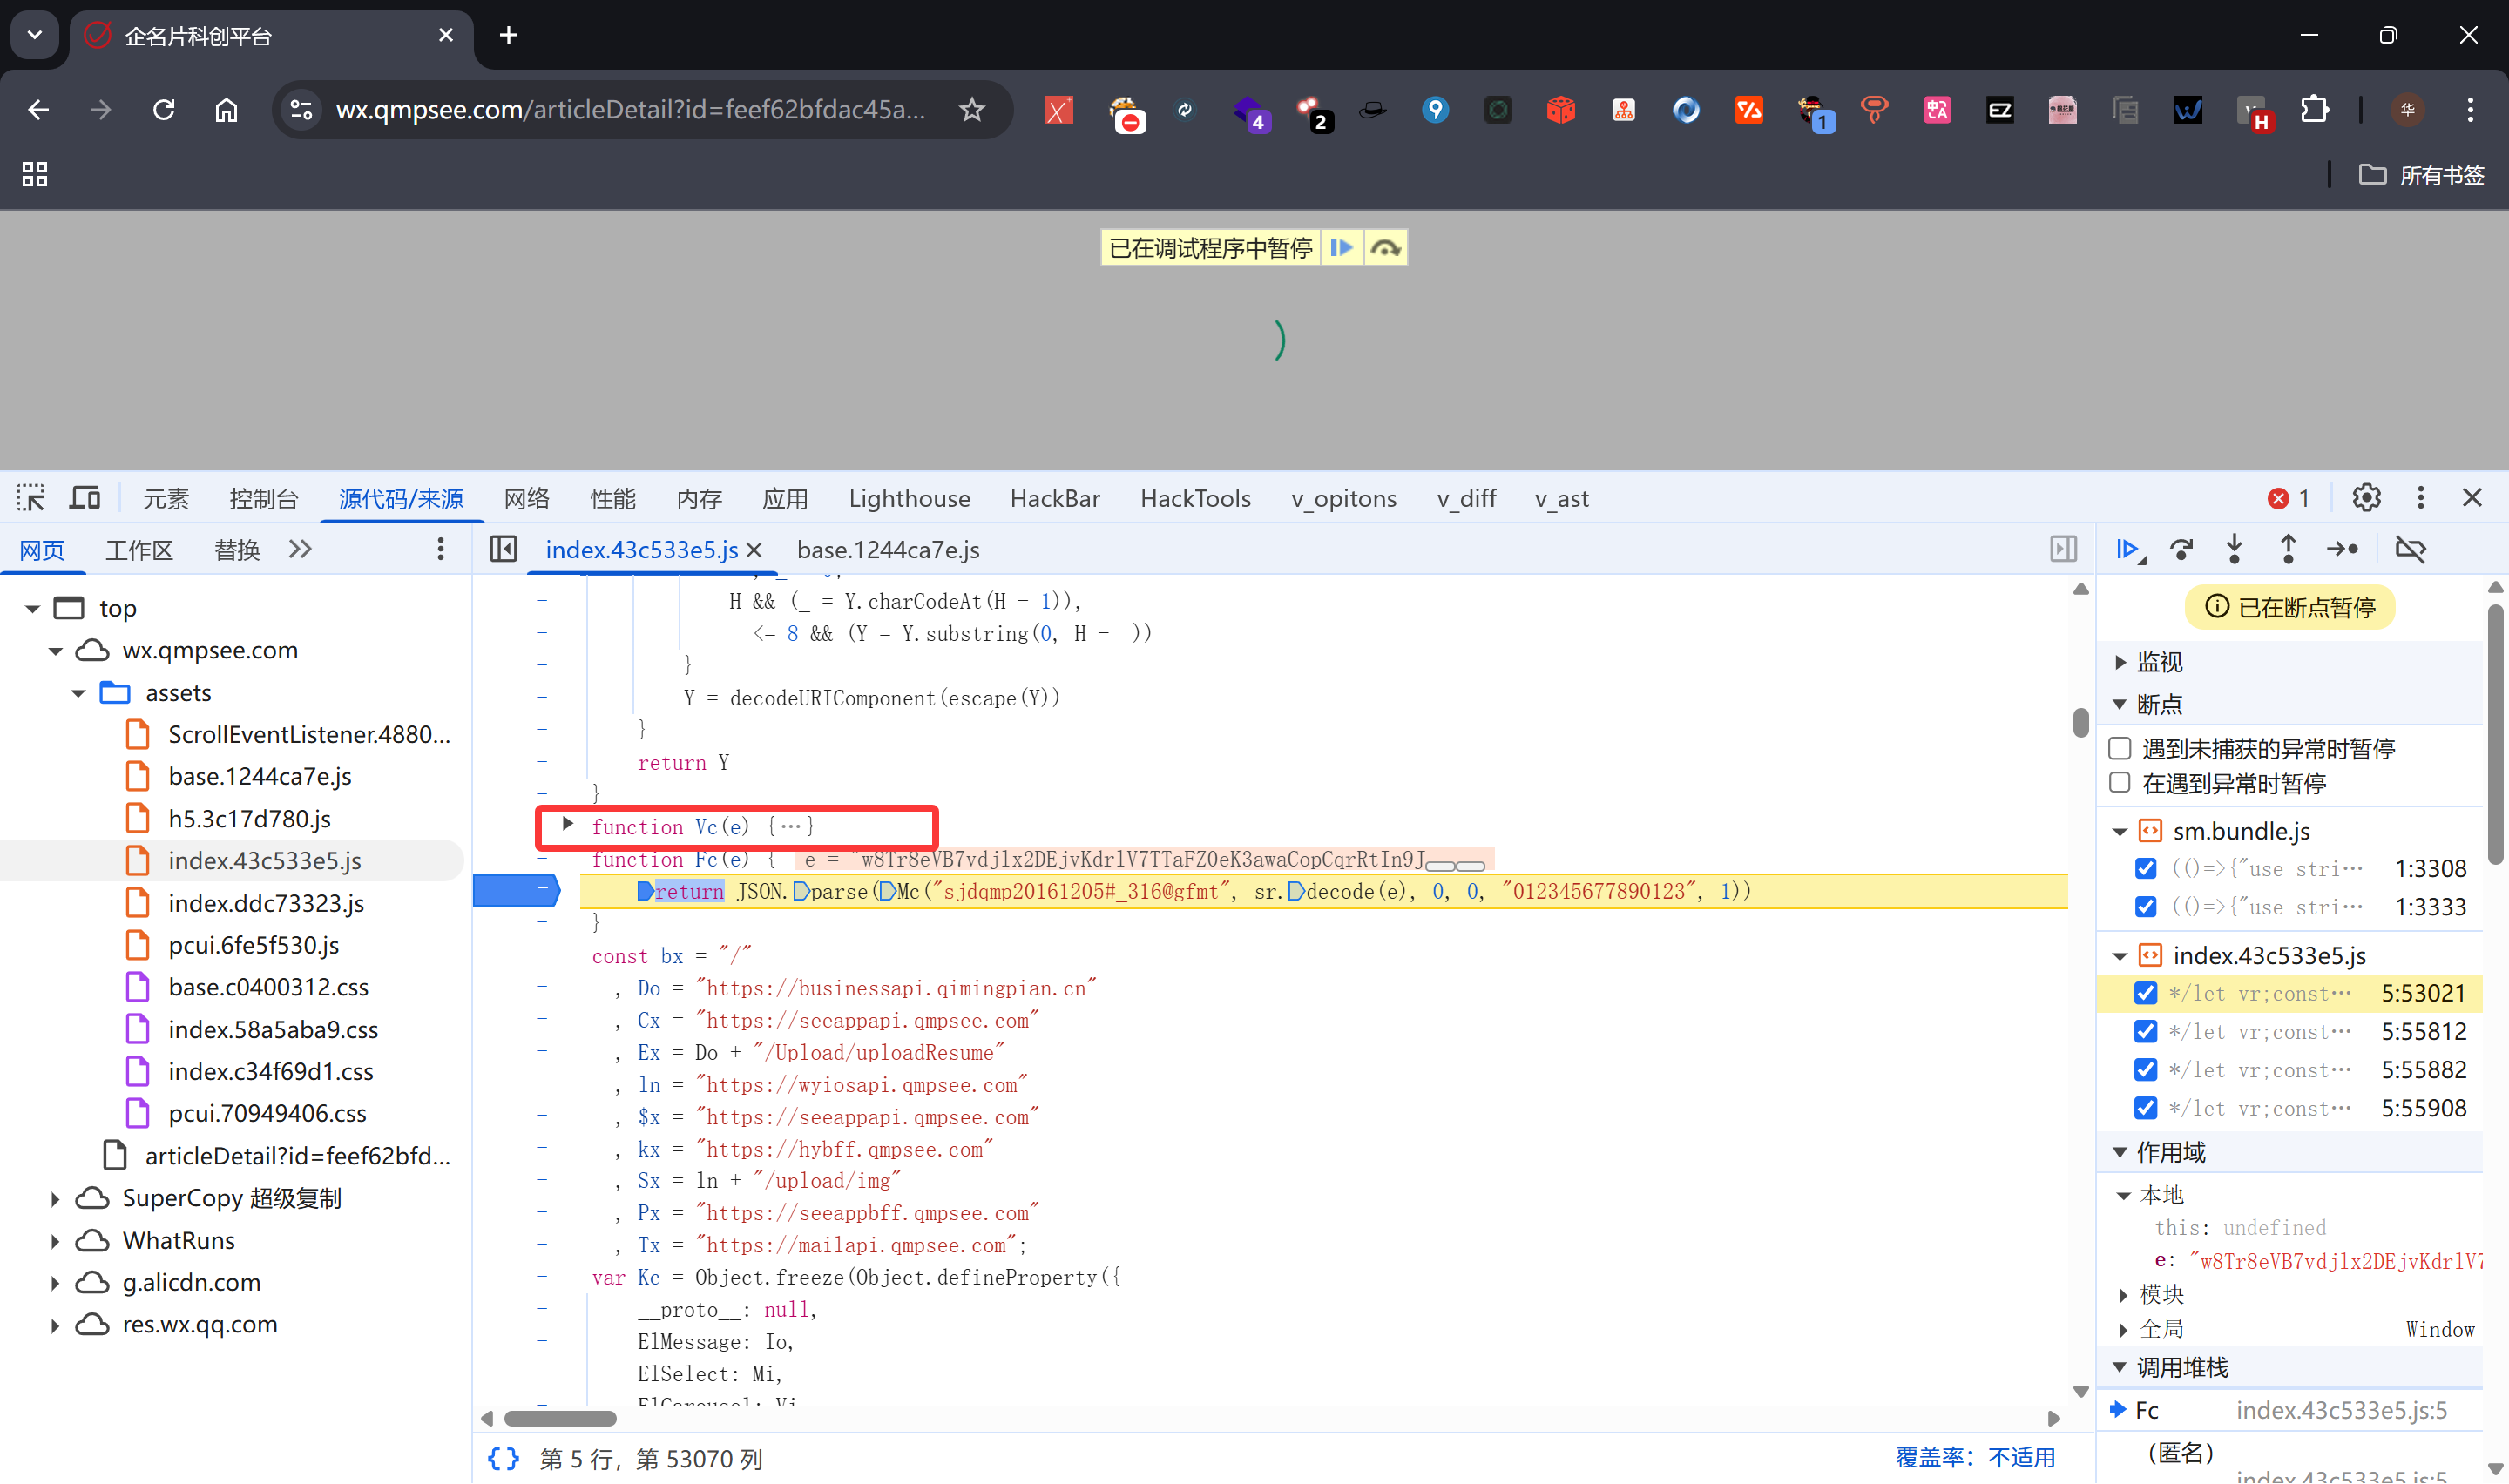 企名片科创平台
wx.qmpsee.com/articleDetail?id=feef62bfdac45a...
4
2
1
EZ
H
华
所有书签
已在调试程序中暂停
元素
控制台
源代码/来源
网络
性能
内存
应用
Lighthouse
HackBar
HackTools
v_opitons
v_diff
v_ast
1
网页
工作区
替换
index.43c533e5.js
base.1244ca7e.js
top
wx.qmpsee.com
assets
ScrollEventListener.4880...
base.1244ca7e.js
h5.3c17d780.js
index.43c533e5.js
index.ddc73323.js
pcui.6fe5f530.js
base.c0400312.css
index.58a5aba9.css
index.c34f69d1.css
pcui.70949406.css
articleDetail?id=feef62bfd...
SuperCopy 超级复制
WhatRuns
g.alicdn.com
res.wx.qq.com
H && (_ = Y.charCodeAt(H - 1)),
_ <= 8 && (Y = Y.substring(0, H - _))
}
Y = decodeURIComponent(escape(Y))
}
return Y
}
function Vc(e) {…}
function Fc(e) { e = "w8Tr8eVB7vdjlx2DEjvKdrlV7TTaFZ0eK3awaCopCqrRtIn9J
return JSON.parse(Mc("sjdqmp20161205#_316@gfmt", sr.decode(e), 0, 0, "012345677890123", 1))
}
const bx = "/"
, Do = "https://businessapi.qimingpian.cn"
, Cx = "https://seeappapi.qmpsee.com"
, Ex = Do + "/Upload/uploadResume"
, ln = "https://wyiosapi.qmpsee.com"
, $x = "https://seeappapi.qmpsee.com"
, kx = "https://hybff.qmpsee.com"
, Sx = ln + "/upload/img"
, Px = "https://seeappbff.qmpsee.com"
, Tx = "https://mailapi.qmpsee.com";
var Kc = Object.freeze(Object.defineProperty({
__proto__: null,
ElMessage: Io,
ElSelect: Mi,
ElCarousel: Vi
{} 第 5 行，第 53070 列
覆盖率：不适用
已在断点暂停
监视
断点
遇到未捕获的异常时暂停
在遇到异常时暂停
sm.bundle.js
(()=>{"use stri… 1:3308
(()=>{"use stri… 1:3333
index.43c533e5.js
*/let vr;const… 5:53021
*/let vr;const… 5:55812
*/let vr;const… 5:55882
*/let vr;const… 5:55908
作用域
本地
this: undefined
e: "w8Tr8eVB7vdjlx2DEjvKdrlV7
模块
全局 Window
调用堆栈
Fc index.43c533e5.js:5
（匿名）
index.43c533e5.js:5